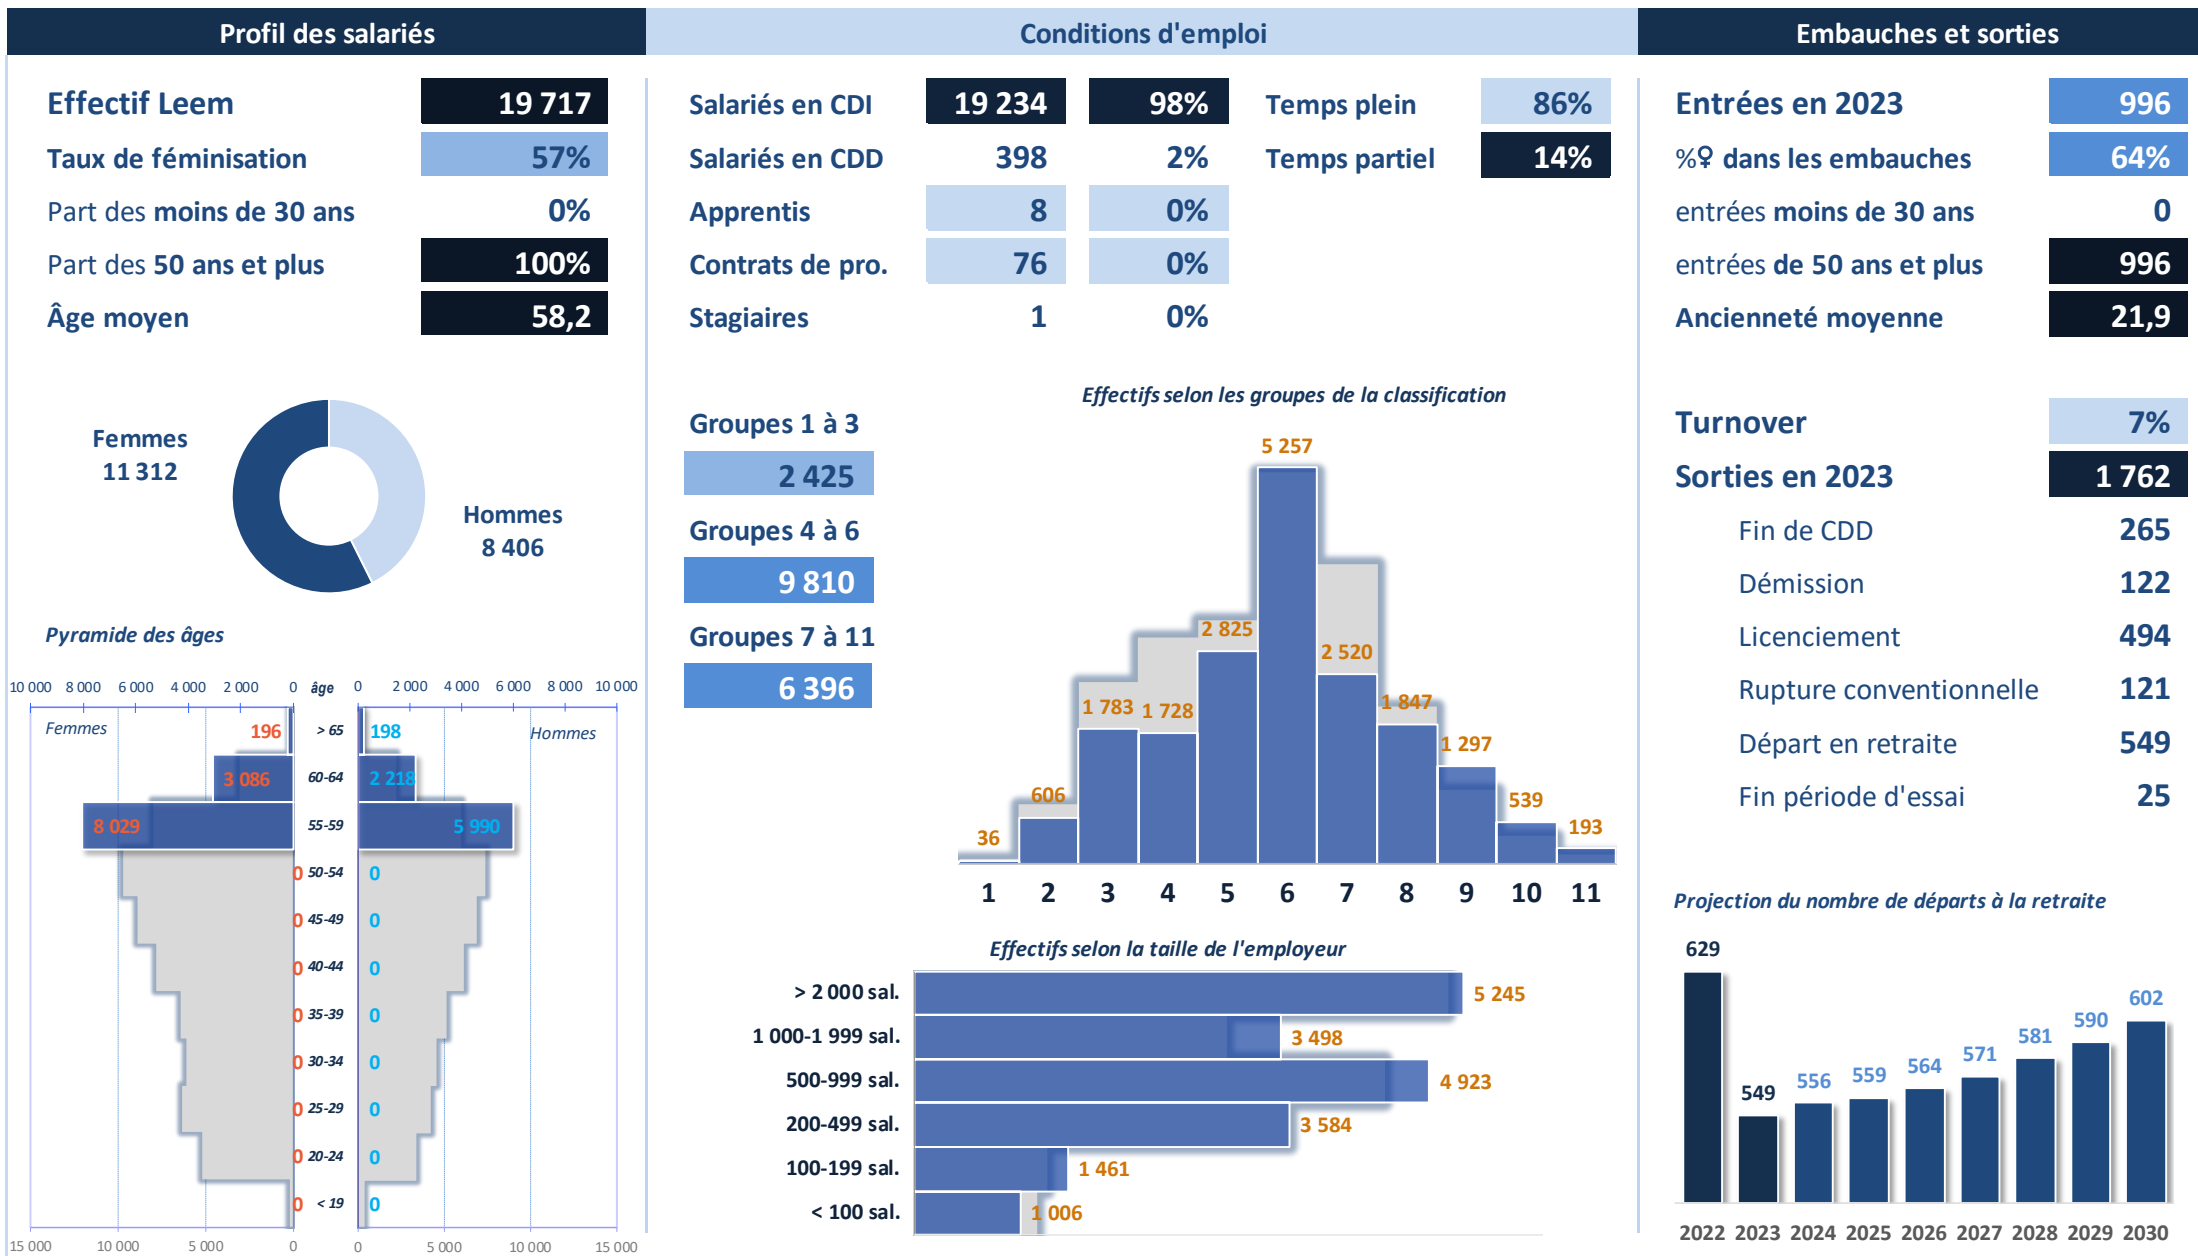 Profil des salariés
Effectif Leem 19 717
Taux de féminisation 57%
Part des moins de 30 ans 0%
Part des 50 ans et plus 100%
Âge moyen 58,2
Femmes
11 312
Hommes
8 406
Pyramide des âges
10 000 8 000 6 000 4 000 2 000 0 âge 0 2 000 4 000 6 000 8 000 10 000
Femmes
Hommes
196 > 65 198
3 086 60-64 2 218
8 029 55-59 5 990
0 50-54 0
0 45-49 0
0 40-44 0
0 35-39 0
0 30-34 0
0 25-29 0
0 20-24 0
0 < 19 0
15 000 10 000 5 000 0 0 5 000 10 000 15 000
Conditions d'emploi
Salariés en CDI 19 234 98% Temps plein 86%
Salariés en CDD 398 2% Temps partiel 14%
Apprentis 8 0%
Contrats de pro. 76 0%
Stagiaires 1 0%
Groupes 1 à 3
2 425
Groupes 4 à 6
9 810
Groupes 7 à 11
6 396
Effectifs selon les groupes de la classification
36 606 1 783 1 728 2 825 5 257 2 520 1 847 1 297 539 193
1 2 3 4 5 6 7 8 9 10 11
Effectifs selon la taille de l'employeur
> 2 000 sal. 5 245
1 000-1 999 sal. 3 498
500-999 sal. 4 923
200-499 sal. 3 584
100-199 sal. 1 461
< 100 sal. 1 006
Embauches et sorties
Entrées en 2023 996
%♀ dans les embauches 64%
entrées moins de 30 ans 0
entrées de 50 ans et plus 996
Ancienneté moyenne 21,9
Turnover 7%
Sorties en 2023 1 762
Fin de CDD 265
Démission 122
Licenciement 494
Rupture conventionnelle 121
Départ en retraite 549
Fin période d'essai 25
Projection du nombre de départs à la retraite
629 549 556 559 564 571 581 590 602
2022 2023 2024 2025 2026 2027 2028 2029 2030